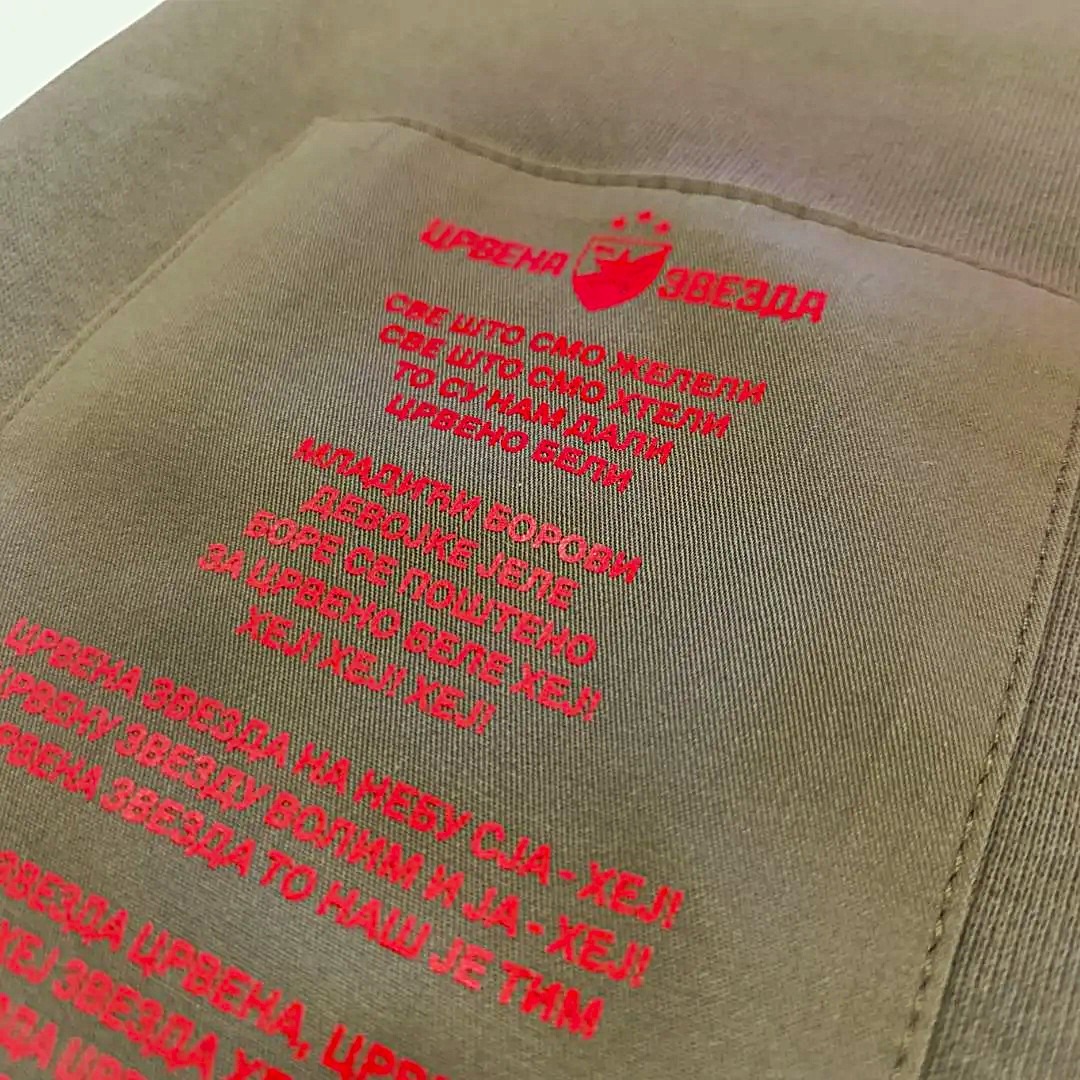 ЦРВЕНА ЗВЕЗДА
СВЕ ШТО СМО ЖЕЛЕЛИ
СВЕ ШТО СМО ХТЕЛИ
ТО СУ НАМ ДАЛИ
ЦРВЕНО БЕЛИ
МЛАДИЋИ БОРОВИ
ДЕВОЈКЕ ЈЕЛЕ
БОРЕ СЕ ПОШТЕНО
ЗА ЦРВЕНО БЕЛЕ ХЕЈ!
ХЕЈ! ХЕЈ! ХЕЈ!
ЦРВЕНА ЗВЕЗДА НА НЕБУ СЈА - ХЕЈ!
ЗВЕЗДУ ВОЛИМ И ЈА - ХЕЈ!
ЗВЕЗДА ТО НАШ ЈЕ ТИМ
ЗВЕЗДА ЦРВЕНА,
ХЕЈ ЗВЕЗДА